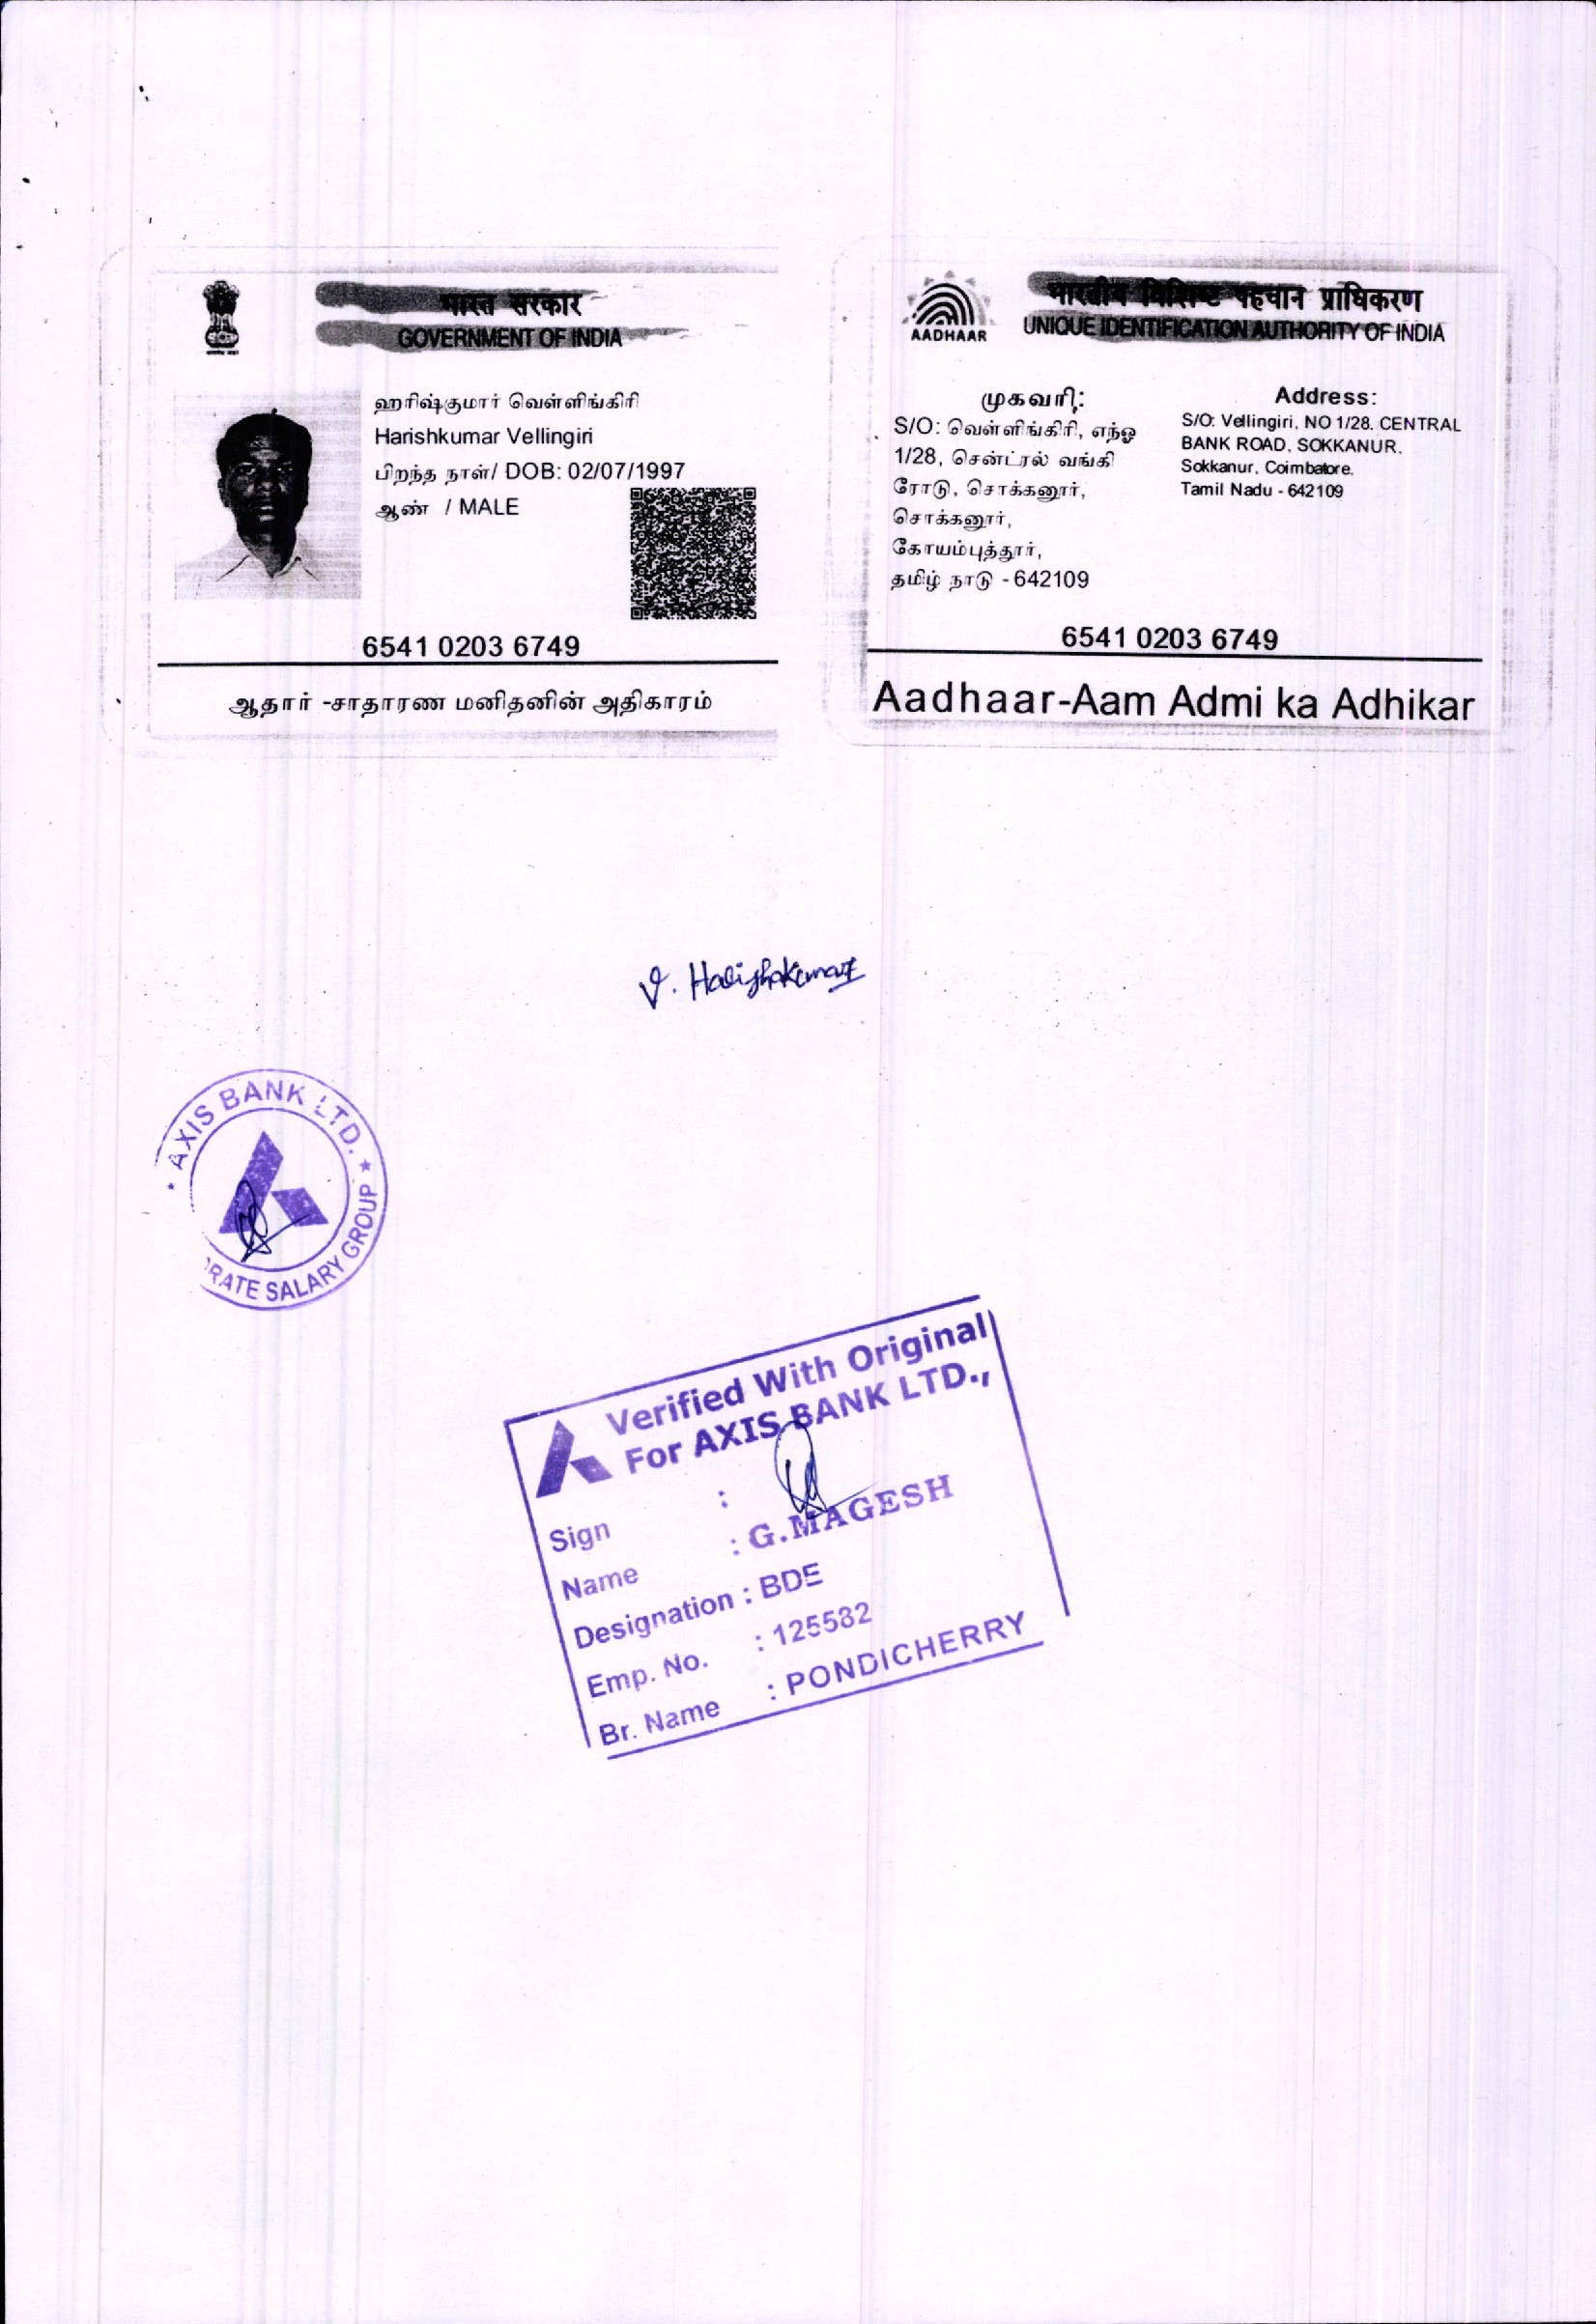 भारत सरकार
GOVERNMENT OF INDIA
ஹரிஷ்குமார் வெள்ளிங்கிரி
Harishkumar Vellingiri
பிறந்த நாள்/ DOB: 02/07/1997
ஆண் / MALE
6541 0203 6749
ஆதார் -சாதாரண மனிதனின் அதிகாரம்
AADHAAR
भारतीय विशिष्ट पहचान प्राधिकरण
UNIQUE IDENTIFICATION AUTHORITY OF INDIA
முகவரி:
S/O: வெள்ளிங்கிரி, எந்ஓ
1/28, சென்ட்ரல் வங்கி
ரோடு, சொக்கனூர்,
சொக்கனூர்,
கோயம்புத்தூர்,
தமிழ் நாடு - 642109
Address:
S/O: Vellingiri, NO 1/28, CENTRAL
BANK ROAD, SOKKANUR,
Sokkanur, Coimbatore,
Tamil Nadu - 642109
6541 0203 6749
Aadhaar-Aam Admi ka Adhikar
V. Harishkumar
* AXIS BANK LTD. *
RATE SALARY GROUP
Verified With Original
For AXIS BANK LTD.,
Sign :
Name : G.MAGESH
Designation : BDE
Emp. No. : 125582
Br. Name : PONDICHERRY